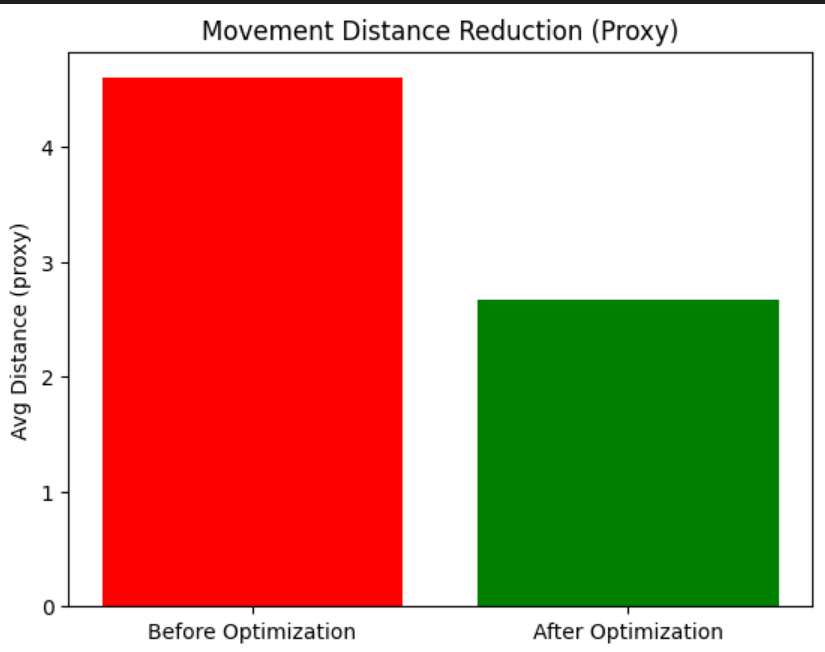 Movement Distance Reduction (Proxy)
Avg Distance (proxy)
4
3
2
1
0
Before Optimization
After Optimization